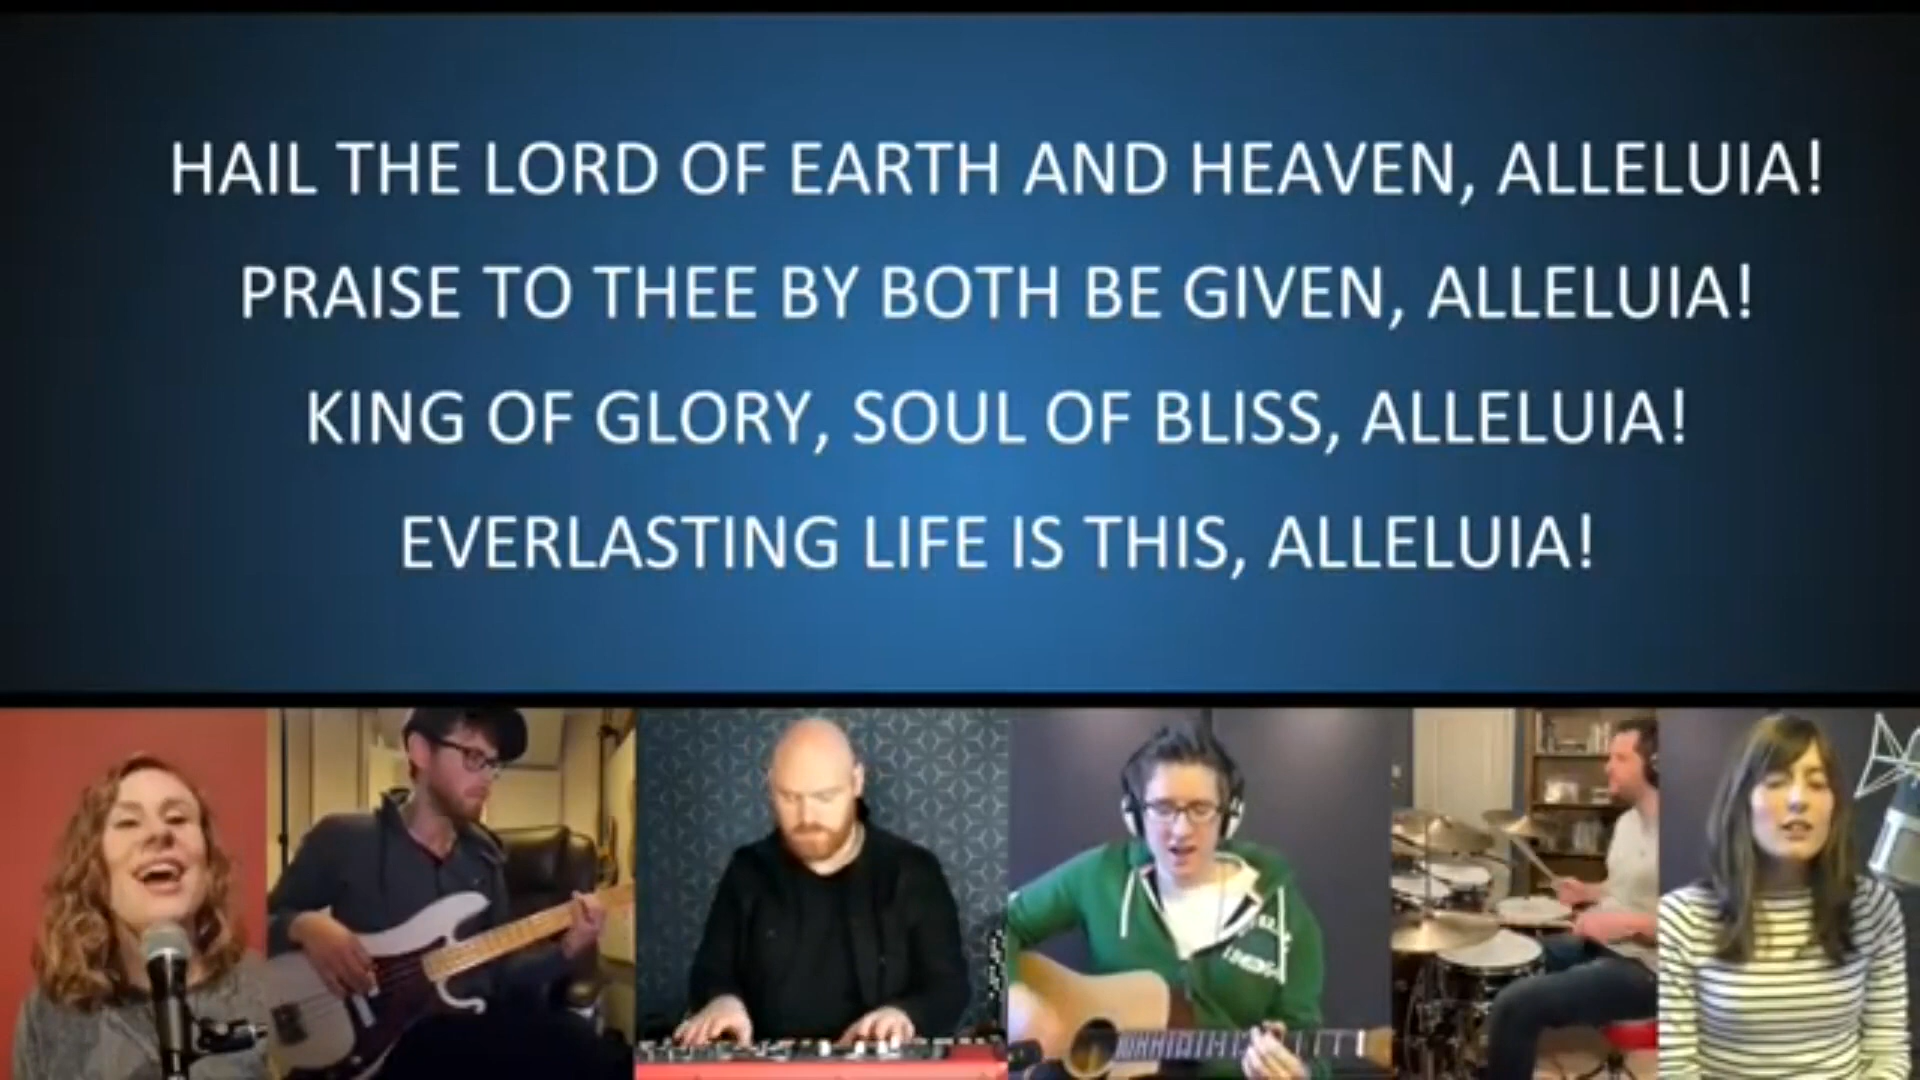 HAIL THE LORD OF EARTH AND HEAVEN, ALLELUIA!
PRAISE TO THEE BY BOTH BE GIVEN, ALLELUIA!
KING OF GLORY, SOUL OF BLISS, ALLELUIA!
EVERLASTING LIFE IS THIS, ALLELUIA!